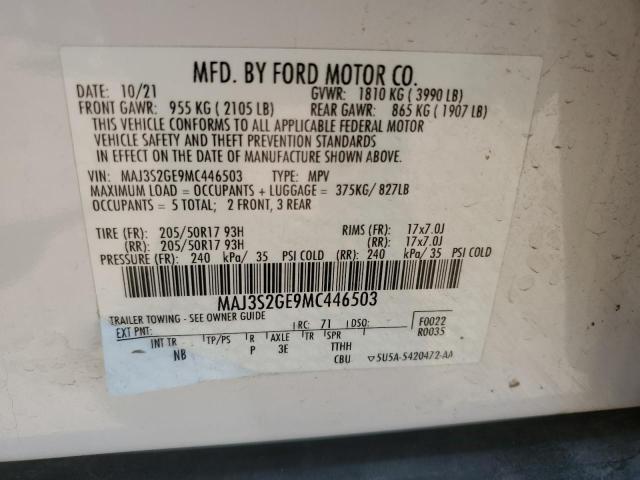 MFD. BY FORD MOTOR CO.
DATE: 10/21 GVWR: 1810 KG ( 3990 LB)
FRONT GAWR: 955 KG ( 2105 LB) REAR GAWR: 865 KG ( 1907 LB)
THIS VEHICLE CONFORMS TO ALL APPLICABLE FEDERAL MOTOR
VEHICLE SAFETY AND THEFT PREVENTION STANDARDS
IN EFFECT ON THE DATE OF MANUFACTURE SHOWN ABOVE.
VIN: MAJ3S2GE9MC446503 TYPE: MPV
MAXIMUM LOAD = OCCUPANTS + LUGGAGE = 375KG/ 827LB
OCCUPANTS = 5 TOTAL; 2 FRONT, 3 REAR
TIRE (FR): 205/50R17 93H RIMS (FR): 17x7.0J
(RR): 205/50R17 93H (RR): 17x7.0J
PRESSURE (FR): 240 kPa/ 35 PSI COLD (RR): 240 kPa/ 35 PSI COLD
MAJ3S2GE9MC446503
TRAILER TOWING - SEE OWNER GUIDE
EXT PNT: RC: 71 DSO: F0022
INT TR TP/PS R AXLE TR SPR R0035
NB P 3E TTHH
CBU ▽5U5A-5420472-AA